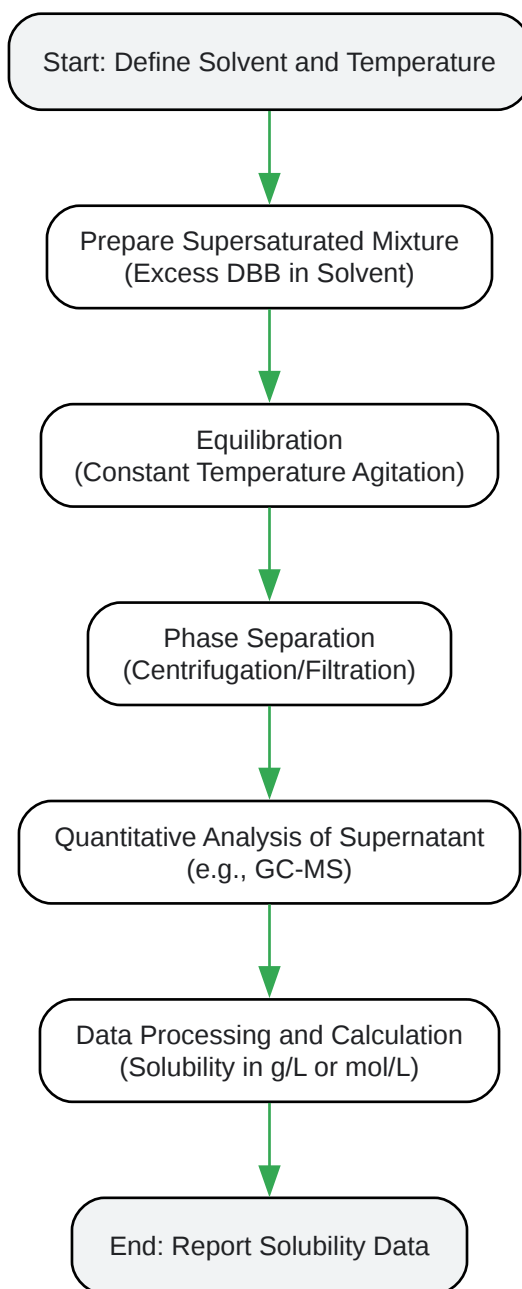 Start: Define Solvent and Temperature
Prepare Supersaturated Mixture
(Excess DBB in Solvent)
Equilibration
(Constant Temperature Agitation)
Phase Separation
(Centrifugation/Filtration)
Quantitative Analysis of Supernatant
(e.g., GC-MS)
Data Processing and Calculation
(Solubility in g/L or mol/L)
End: Report Solubility Data